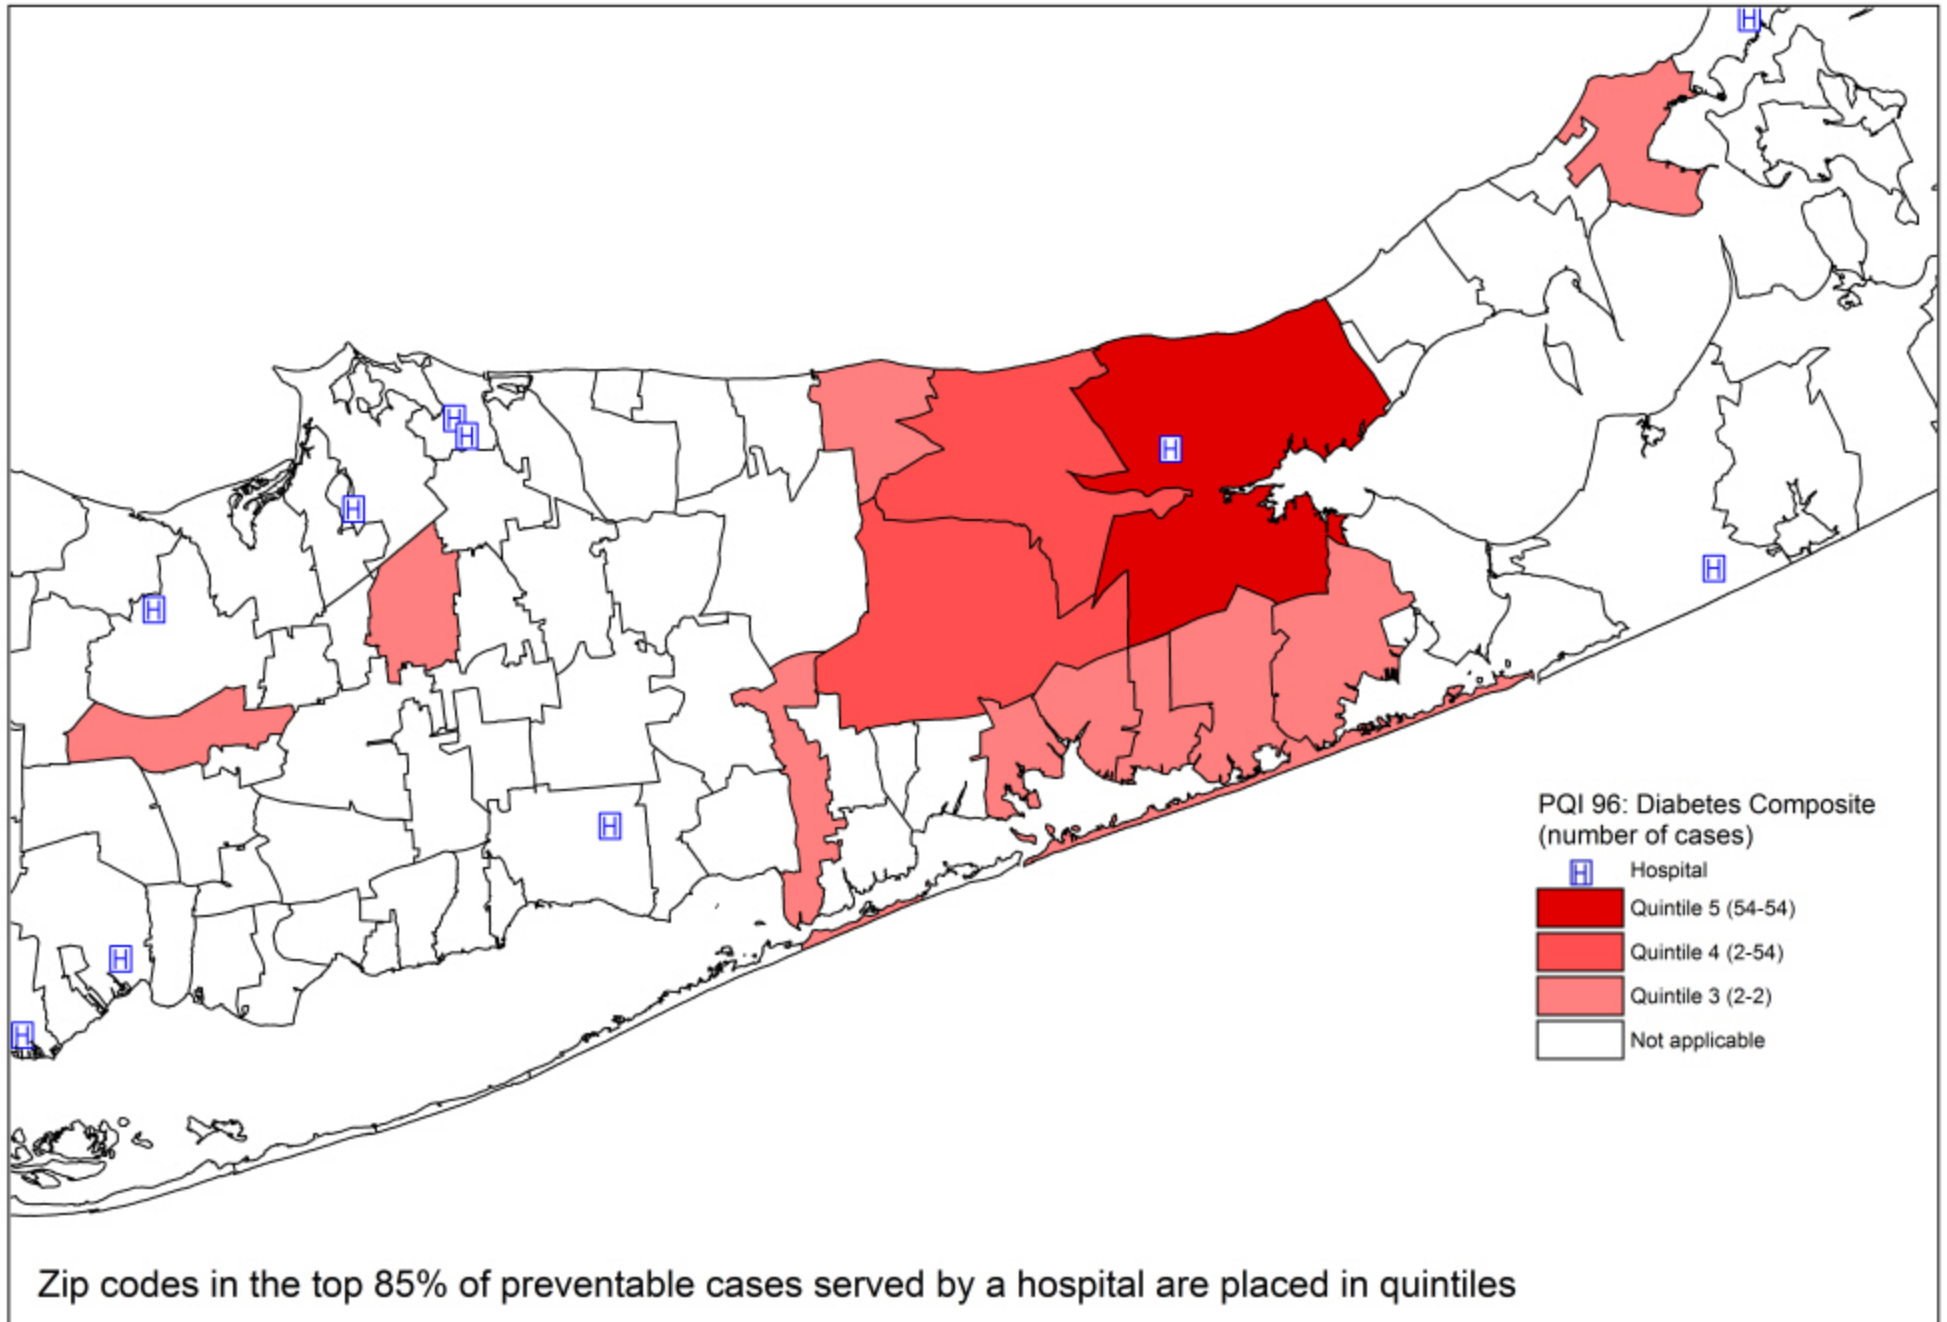 H
H
H
H
H
H
H
H
H
H
PQI 96: Diabetes Composite
(number of cases)
H Hospital
Quintile 5 (54-54)
Quintile 4 (2-54)
Quintile 3 (2-2)
Not applicable
Zip codes in the top 85% of preventable cases served by a hospital are placed in quintiles